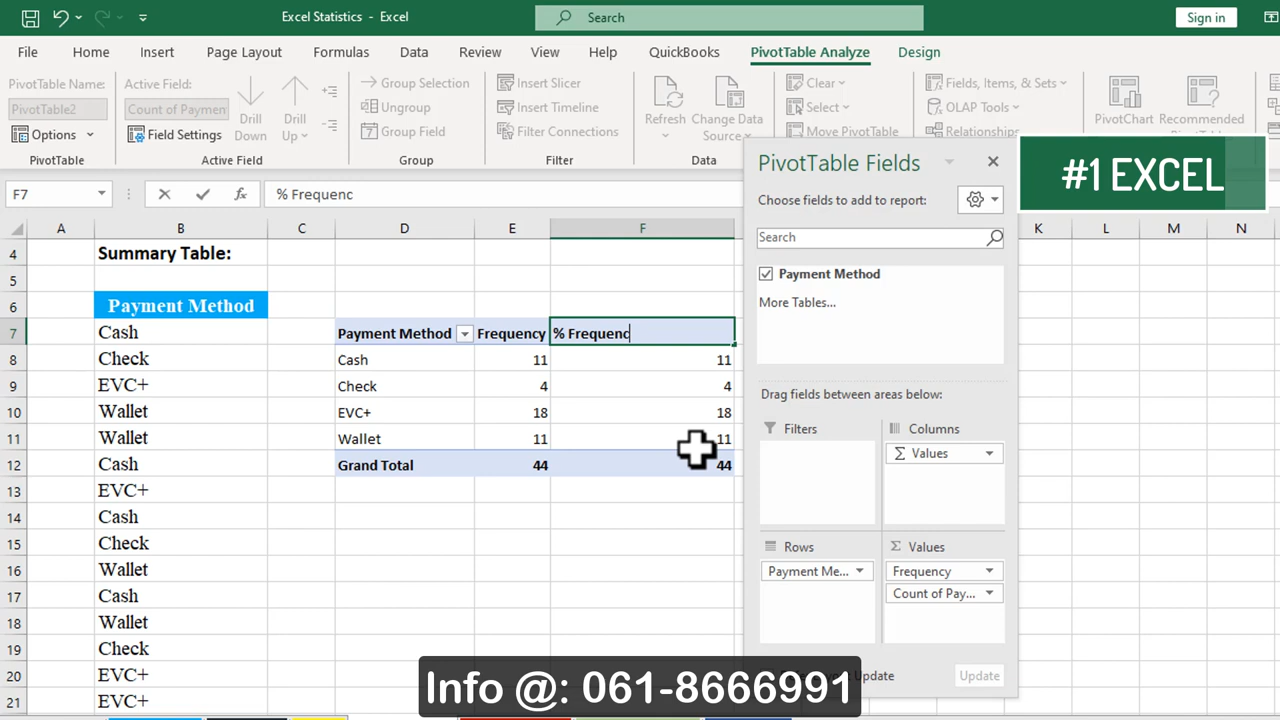 Excel Statistics - Excel
Search
Sign in
File Home Insert Page Layout Formulas Data Review View Help QuickBooks PivotTable Analyze Design
PivotTable Name:
PivotTable2
Options
PivotTable
Active Field:
Count of Paymen
Field Settings
Drill Down
Drill Up
Active Field
Group Selection
Ungroup
Group Field
Group
Insert Slicer
Insert Timeline
Filter Connections
Filter
Refresh
Change Data Source
Data
Clear
Select
Move PivotTable
Fields, Items, & Sets
OLAP Tools
Relationships
PivotChart
Recommended
#1 EXCEL
F7
% Frequenc
A B C D E F K L M N
4 Summary Table:
5
6 Payment Method
7 Cash Payment Method Frequency % Frequenc
8 Check Cash 11 11
9 EVC+ Check 4 4
10 Wallet EVC+ 18 18
11 Wallet Wallet 11 11
12 Cash Grand Total 44 44
13 EVC+
14 Cash
15 Check
16 Wallet
17 Cash
18 Wallet
19 Check
20 EVC+
21 EVC+
PivotTable Fields
Choose fields to add to report:
Search
Payment Method
More Tables...
Drag fields between areas below:
Filters
Columns
Σ Values
Rows
Payment Me...
Σ Values
Frequency
Count of Pay...
Update
Update
Info @: 061-8666991